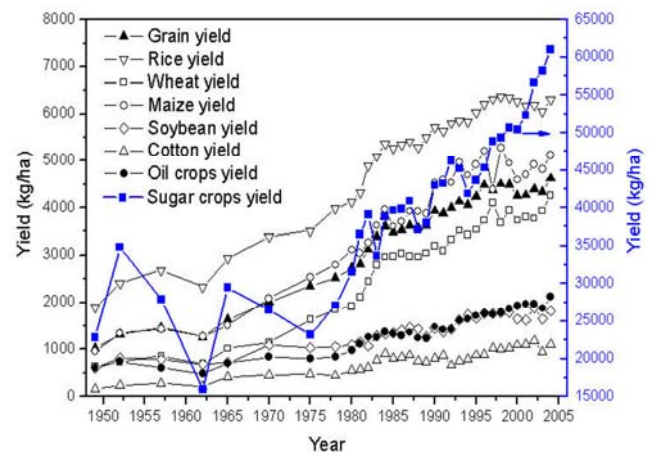 8000
7000
6000
5000
4000
3000
2000
1000
0
Yield (kg/ha)
Grain yield
Rice yield
Wheat yield
Maize yield
Soybean yield
Cotton yield
Oil crops yield
Sugar crops yield
65000
60000
55000
50000
45000
40000
35000
30000
25000
20000
15000
Yield (kg/ha)
1950 1955 1960 1965 1970 1975 1980 1985 1990 1995 2000 2005
Year